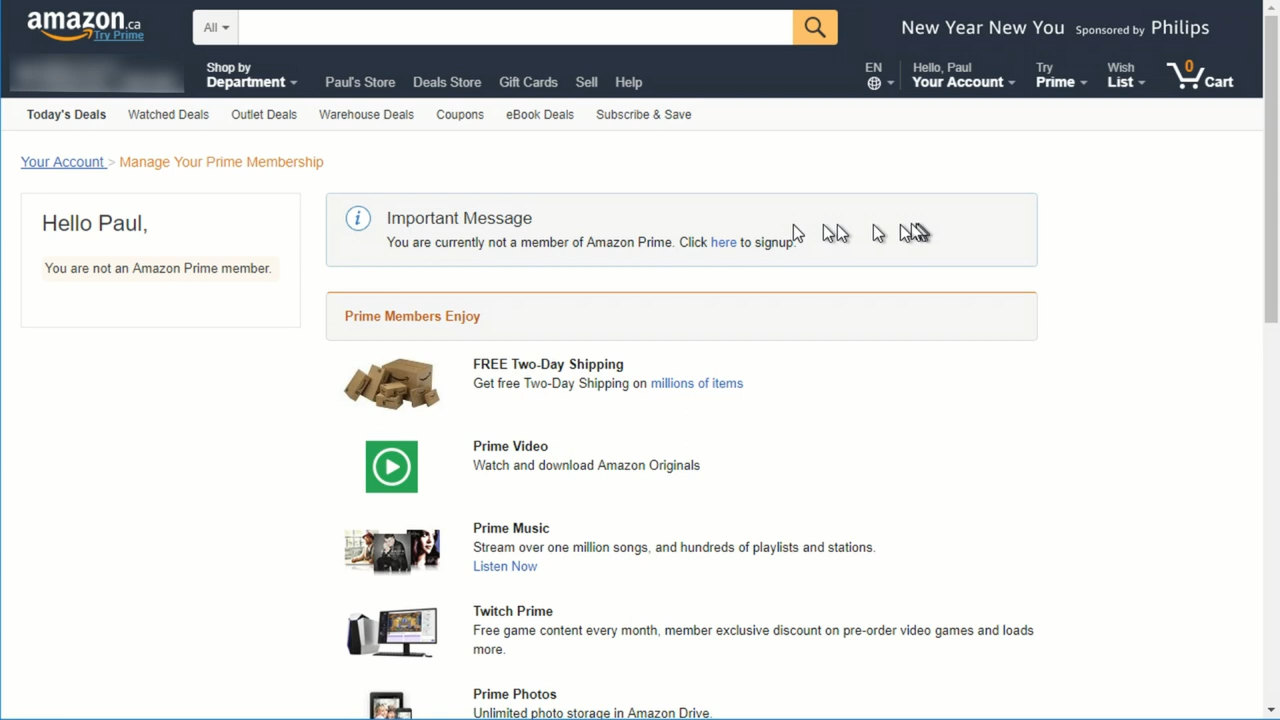 amazon.ca
Try Prime
All
New Year New You Sponsored by Philips
Shop by
Department
Paul's Store
Deals Store
Gift Cards
Sell
Help
EN
Hello, Paul
Your Account
Try
Prime
Wish
List
0
Cart
Today's Deals
Watched Deals
Outlet Deals
Warehouse Deals
Coupons
eBook Deals
Subscribe & Save
Your Account > Manage Your Prime Membership
Hello Paul,
You are not an Amazon Prime member.
Important Message
You are currently not a member of Amazon Prime. Click here to signup.
Prime Members Enjoy
FREE Two-Day Shipping
Get free Two-Day Shipping on millions of items
Prime Video
Watch and download Amazon Originals
Prime Music
Stream over one million songs, and hundreds of playlists and stations.
Listen Now
Twitch Prime
Free game content every month, member exclusive discount on pre-order video games and loads
more.
Prime Photos
Unlimited photo storage in Amazon Drive.